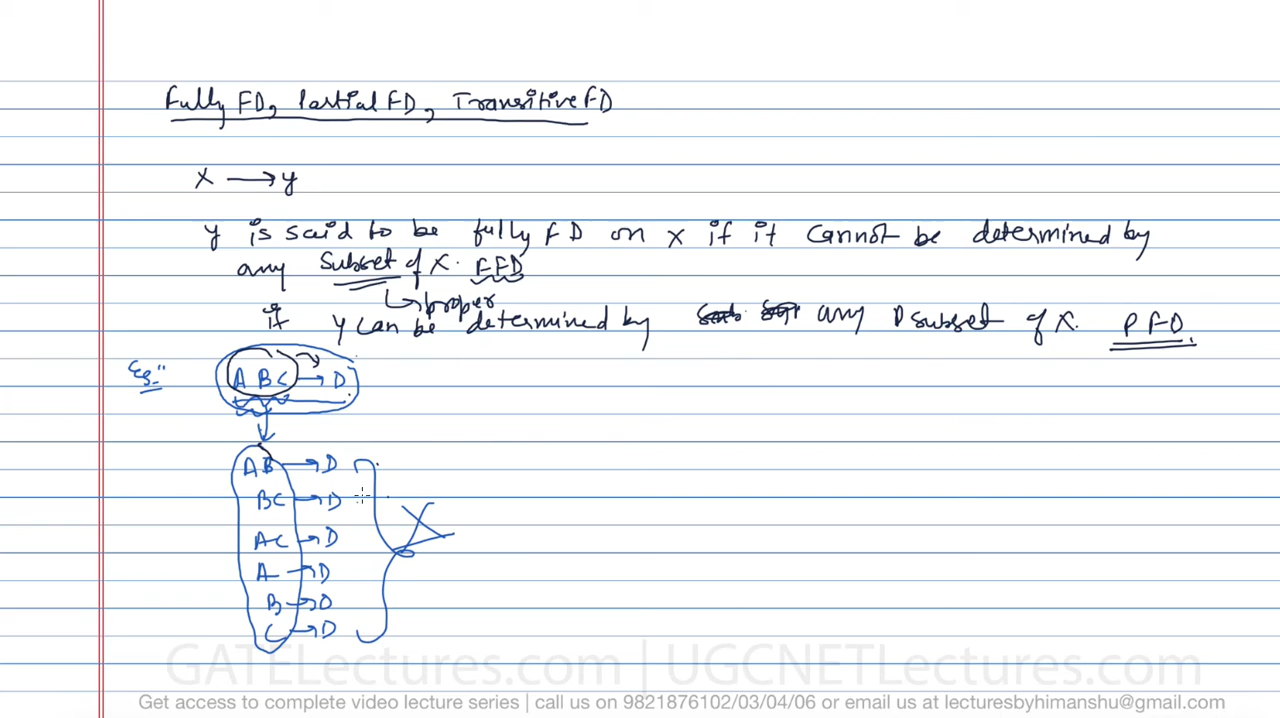 Fully FD, Partial FD, Transitive FD
X → y
y is said to be fully FD on X if it cannot be determined by
any subset of X. FFD
proper
if y can be determined by any P subset of X. PFD
Eg:-
ABC → D
AB → D
BC → D
AC → D
A → D
B → D
C → D
X
GATELectures.com | UGCNETLectures.com
Get access to complete video lecture series | call us on 9821876102/03/04/06 or email us at lecturesbyhimanshu@gmail.com